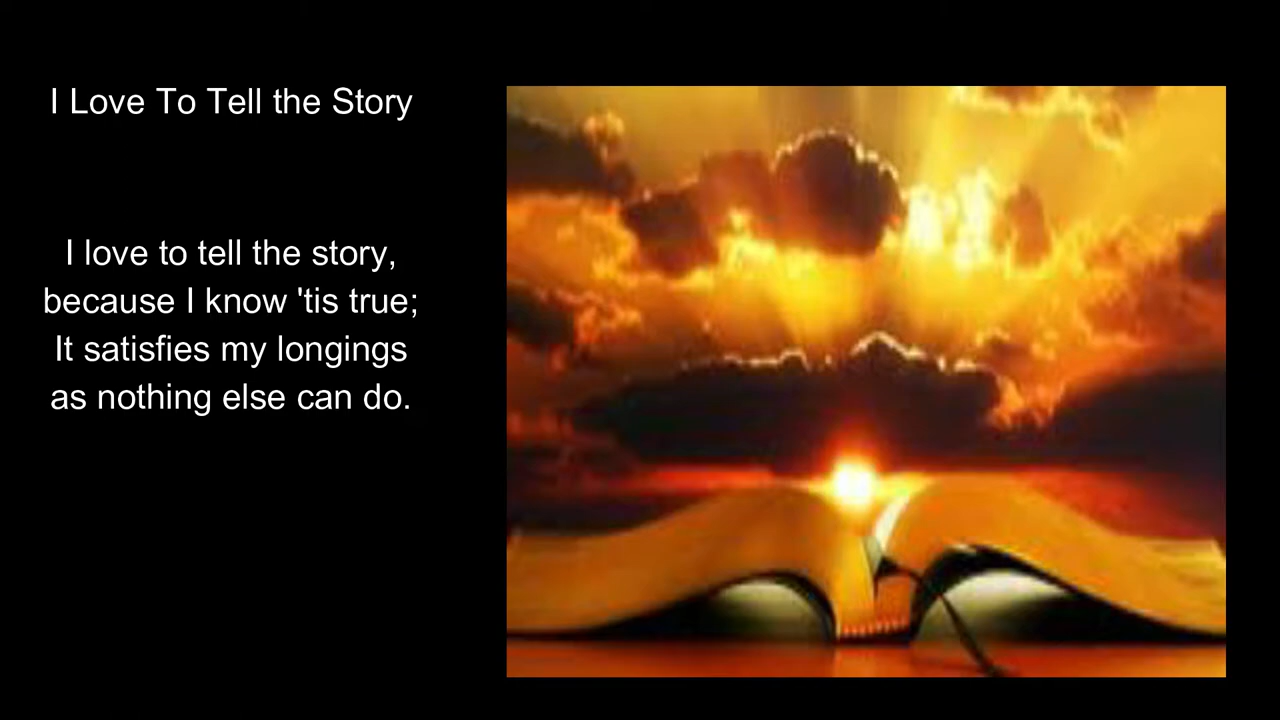 I Love To Tell the Story
I love to tell the story,
because I know 'tis true;
It satisfies my longings
as nothing else can do.